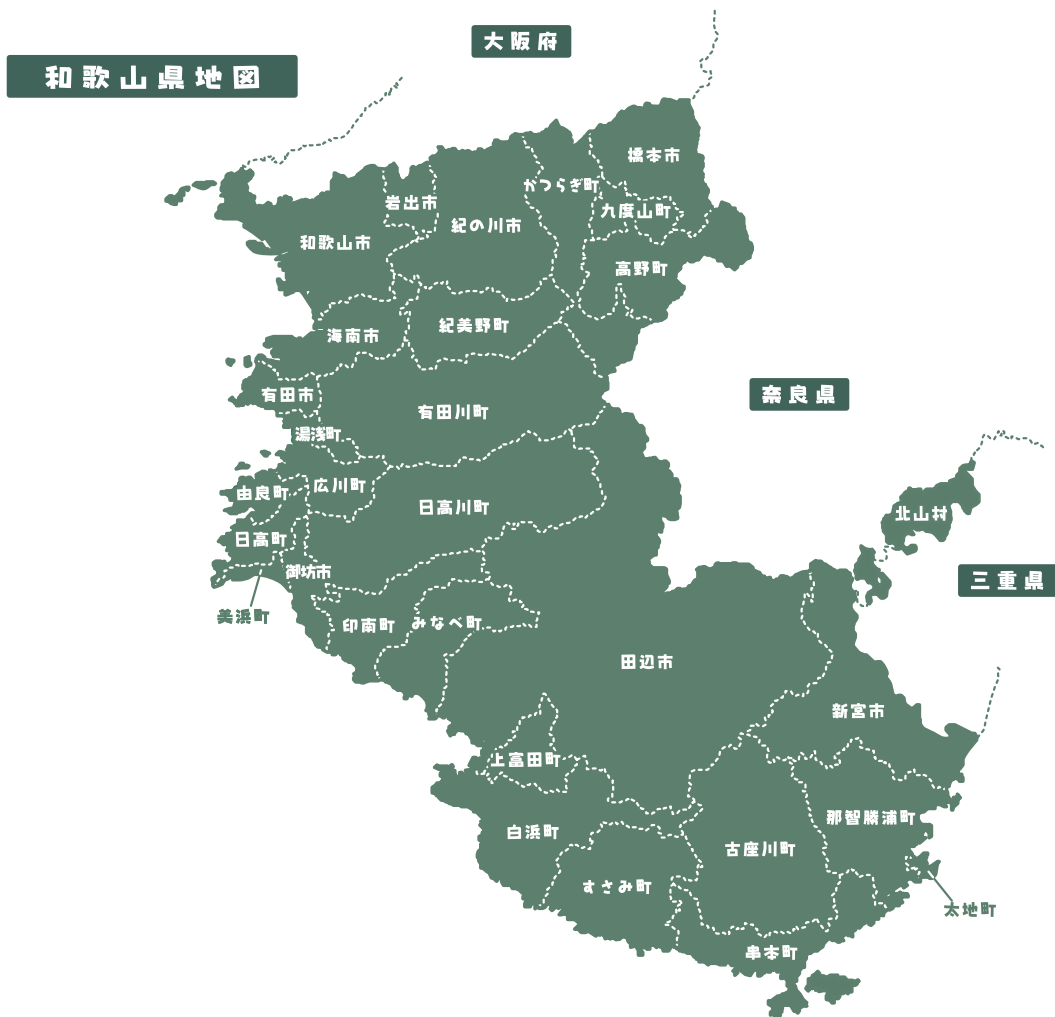 大阪府
和歌山県地図
橋本市
かつらぎ町
岩出市
九度山町
紀の川市
和歌山市
高野町
紀美野町
海南市
奈良県
有田市
有田川町
湯浅町
広川町
由良町
日高川町
北山村
日高町
御坊市
三重県
美浜町
印南町
みなべ町
田辺市
新宮市
上富田町
那智勝浦町
白浜町
古座川町
すさみ町
太地町
串本町